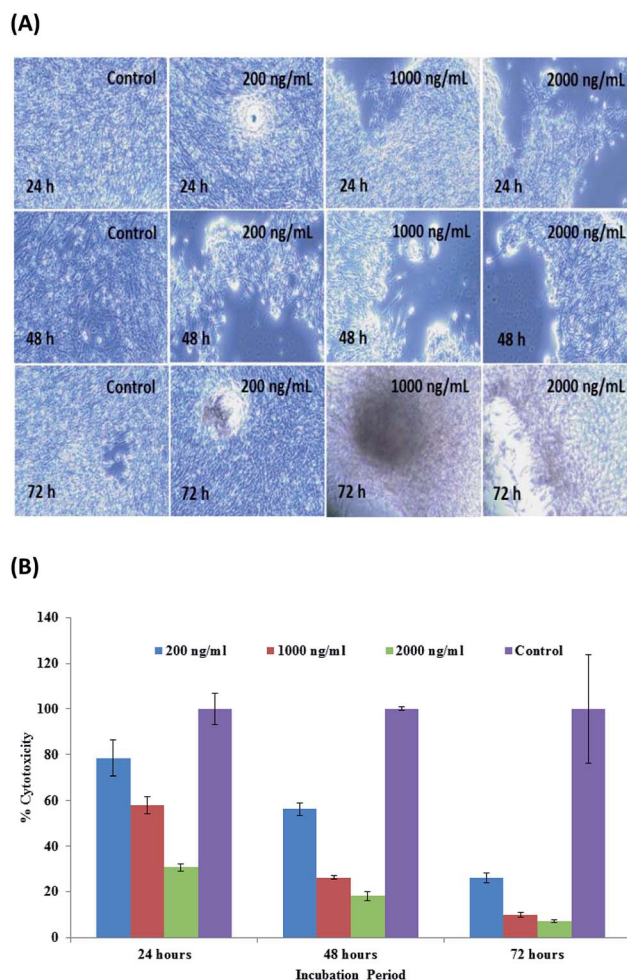 (A)
Control
200 ng/mL
1000 ng/mL
2000 ng/mL
24 h
24 h
24 h
24 h
Control
200 ng/mL
1000 ng/mL
2000 ng/mL
48 h
48 h
48 h
48 h
Control
200 ng/mL
1000 ng/mL
2000 ng/mL
72 h
72 h
72 h
72 h
(B)
140
120
100
80
60
40
20
0
% Cytotoxicity
200 ng/ml
1000 ng/ml
2000 ng/ml
Control
24 hours
48 hours
72 hours
Incubation Period